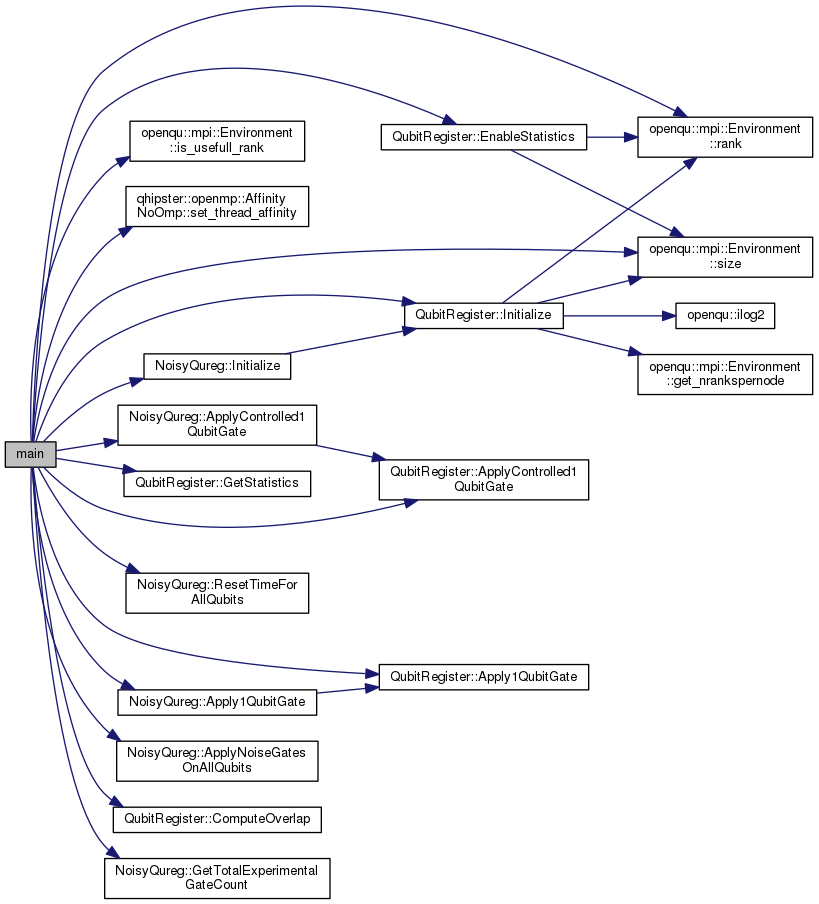 openqu::mpi::Environment
::rank
QubitRegister::EnableStatistics
openqu::mpi::Environment
::is_usefull_rank
qhipster::openmp::Affinity
NoOmp::set_thread_affinity
openqu::mpi::Environment
::size
QubitRegister::Initialize
openqu::ilog2
NoisyQureg::Initialize
openqu::mpi::Environment
::get_nrankspernode
NoisyQureg::ApplyControlled1
QubitGate
main
QubitRegister::GetStatistics
QubitRegister::ApplyControlled1
QubitGate
NoisyQureg::ResetTimeFor
AllQubits
QubitRegister::Apply1QubitGate
NoisyQureg::Apply1QubitGate
NoisyQureg::ApplyNoiseGates
OnAllQubits
QubitRegister::ComputeOverlap
NoisyQureg::GetTotalExperimental
GateCount